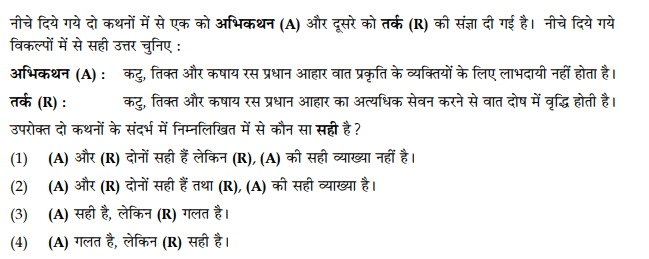 नीचे दिये गये दो कथनों में से एक को अभिकथन (A) और दूसरे को तर्क (R) की संज्ञा दी गई है। नीचे दिये गये
विकल्पों में से सही उत्तर चुनिए :
अभिकथन (A) : कटु, तिक्त और कषाय रस प्रधान आहार वात प्रकृति के व्यक्तियों के लिए लाभदायी नहीं होता है।
तर्क (R) : कटु, तिक्त और कषाय रस प्रधान आहार का अत्यधिक सेवन करने से वात दोष में वृद्धि होती है।
उपरोक्त दो कथनों के संदर्भ में निम्नलिखित में से कौन सा सही है ?
(1) (A) और (R) दोनों सही हैं लेकिन (R), (A) की सही व्याख्या नहीं है।
(2) (A) और (R) दोनों सही हैं तथा (R), (A) की सही व्याख्या है।
(3) (A) सही है, लेकिन (R) गलत है।
(4) (A) गलत है, लेकिन (R) सही है।